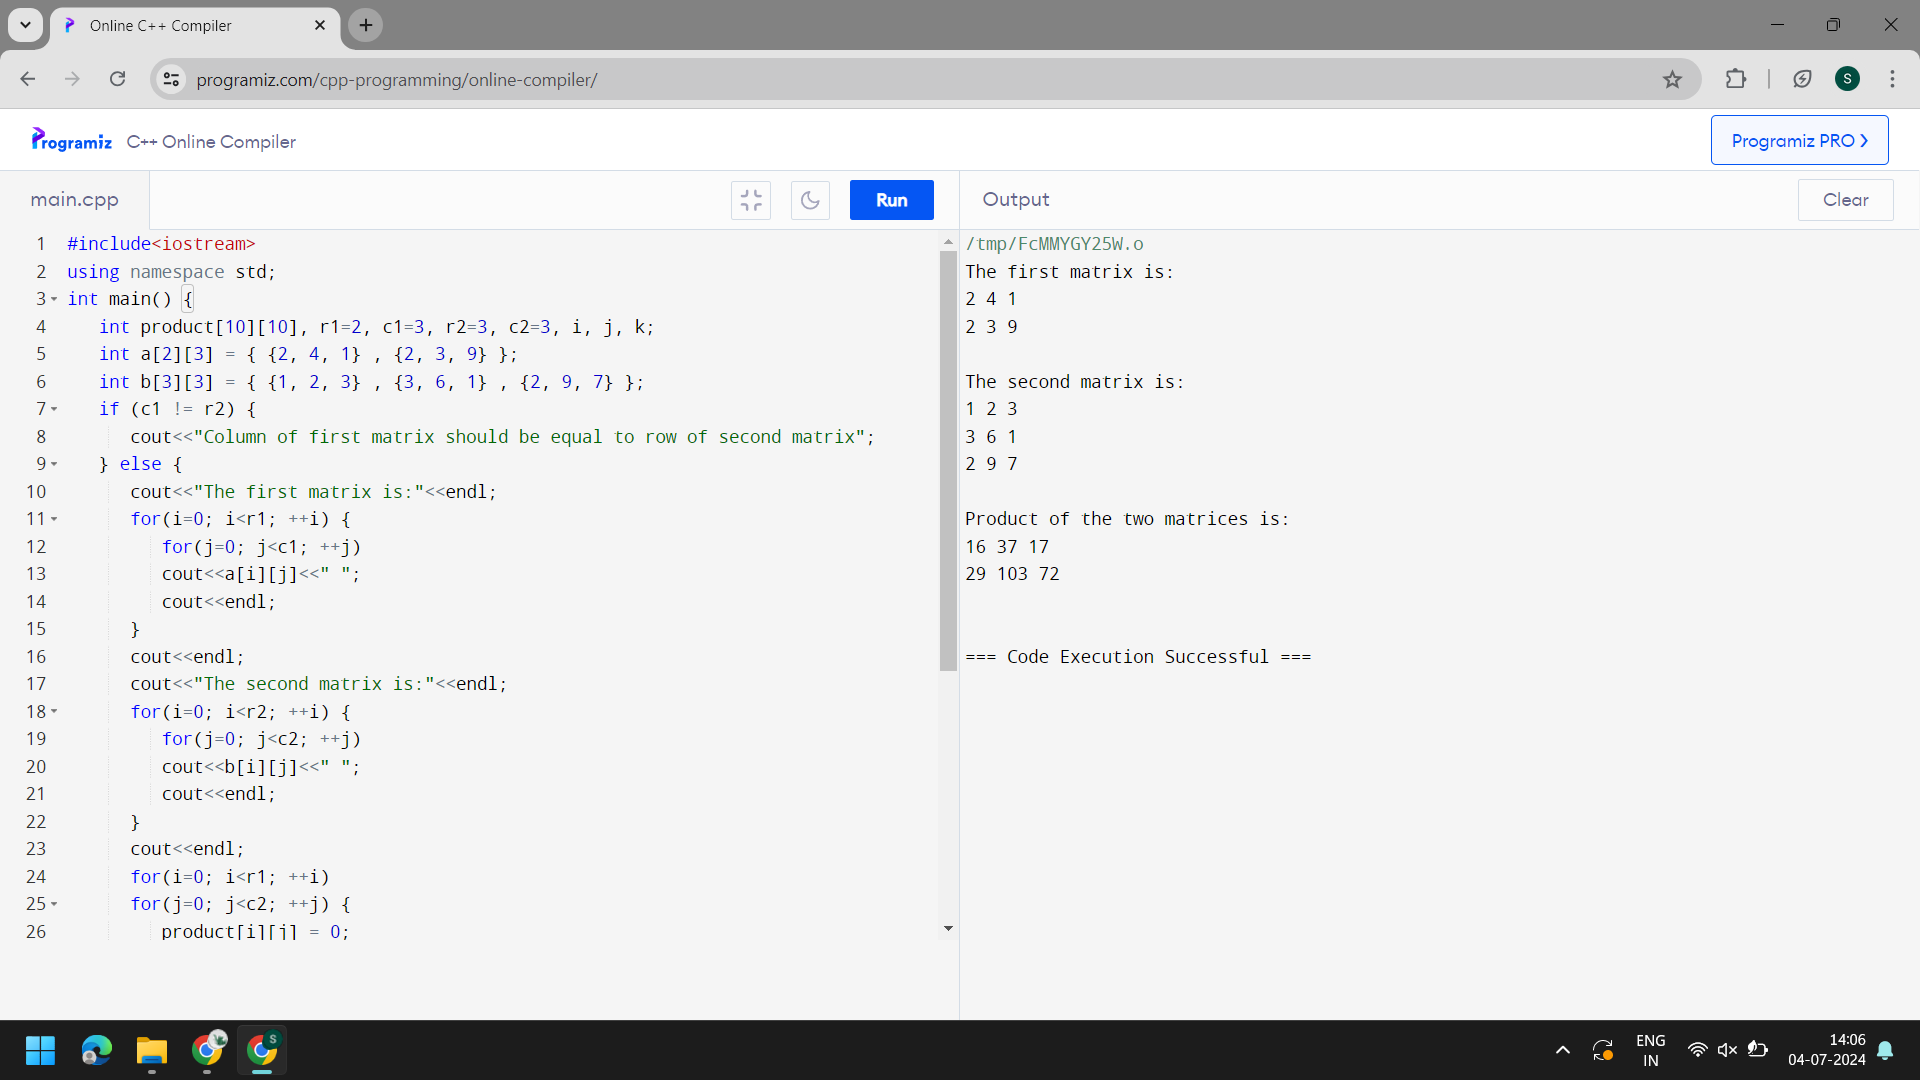 Online C++ Compiler
programiz.com/cpp-programming/online-compiler/
S
Programiz C++ Online Compiler
Programiz PRO
main.cpp
Run
Output
Clear
1 #include<iostream>
2 using namespace std;
3 int main() {
4 int product[10][10], r1=2, c1=3, r2=3, c2=3, i, j, k;
5 int a[2][3] = { {2, 4, 1} , {2, 3, 9} };
6 int b[3][3] = { {1, 2, 3} , {3, 6, 1} , {2, 9, 7} };
7 if (c1 != r2) {
8 cout<<"Column of first matrix should be equal to row of second matrix";
9 } else {
10 cout<<"The first matrix is:"<<endl;
11 for(i=0; i<r1; ++i) {
12 for(j=0; j<c1; ++j)
13 cout<<a[i][j]<<" ";
14 cout<<endl;
15 }
16 cout<<endl;
17 cout<<"The second matrix is:"<<endl;
18 for(i=0; i<r2; ++i) {
19 for(j=0; j<c2; ++j)
20 cout<<b[i][j]<<" ";
21 cout<<endl;
22 }
23 cout<<endl;
24 for(i=0; i<r1; ++i)
25 for(j=0; j<c2; ++j) {
26 product[i][j] = 0;
/tmp/FcMMYGY25W.o
The first matrix is:
2 4 1
2 3 9
The second matrix is:
1 2 3
3 6 1
2 9 7
Product of the two matrices is:
16 37 17
29 103 72
=== Code Execution Successful ===
S
ENG
IN
14:06
04-07-2024